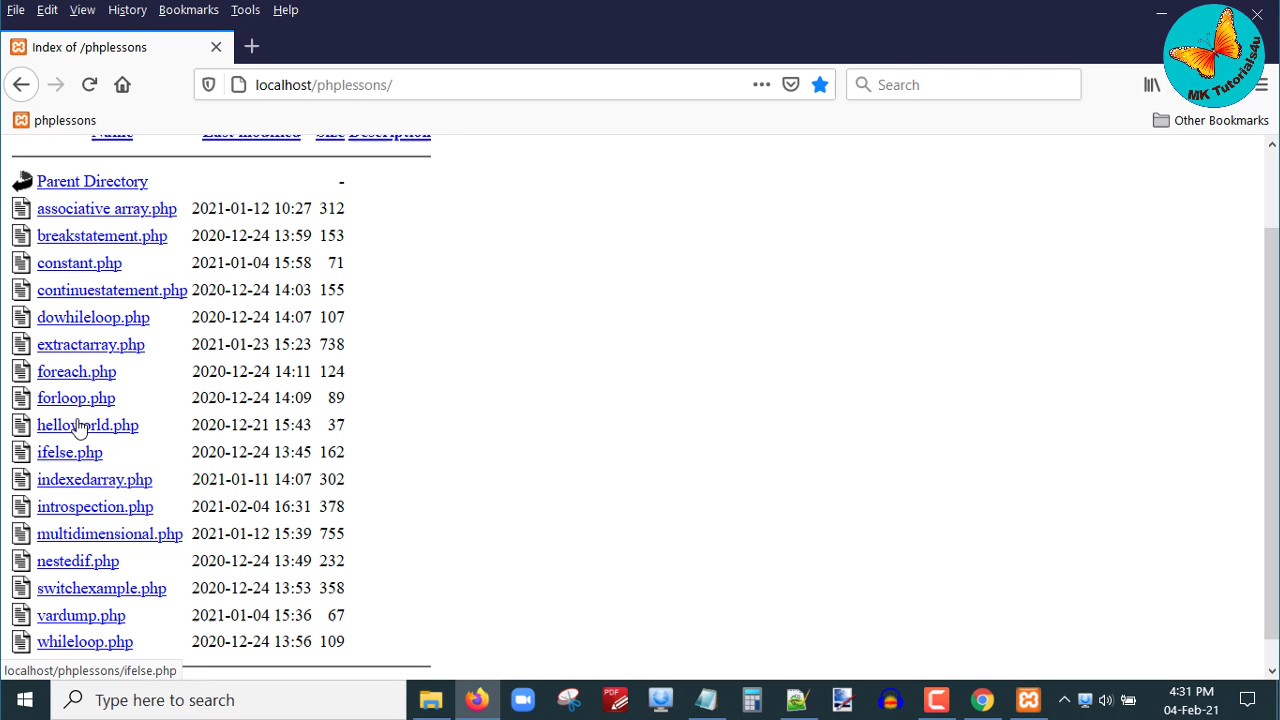 File Edit View History Bookmarks Tools Help
Index of /phplessons
localhost/phplessons/
Search
MK Tutorials4u
phplessons
Other Bookmarks
Name Last modified Size Description
Parent Directory -
associative array.php 2021-01-12 10:27 312
breakstatement.php 2020-12-24 13:59 153
constant.php 2021-01-04 15:58 71
continuestatement.php 2020-12-24 14:03 155
dowhileloop.php 2020-12-24 14:07 107
extractarray.php 2021-01-23 15:23 738
foreach.php 2020-12-24 14:11 124
forloop.php 2020-12-24 14:09 89
helloworld.php 2020-12-21 15:43 37
ifelse.php 2020-12-24 13:45 162
indexedarray.php 2021-01-11 14:07 302
introspection.php 2021-02-04 16:31 378
multidimensional.php 2021-01-12 15:39 755
nestedif.php 2020-12-24 13:49 232
switchexample.php 2020-12-24 13:53 358
vardump.php 2021-01-04 15:36 67
whileloop.php 2020-12-24 13:56 109
localhost/phplessons/ifelse.php
Type here to search
PDF
4:31 PM
04-Feb-21